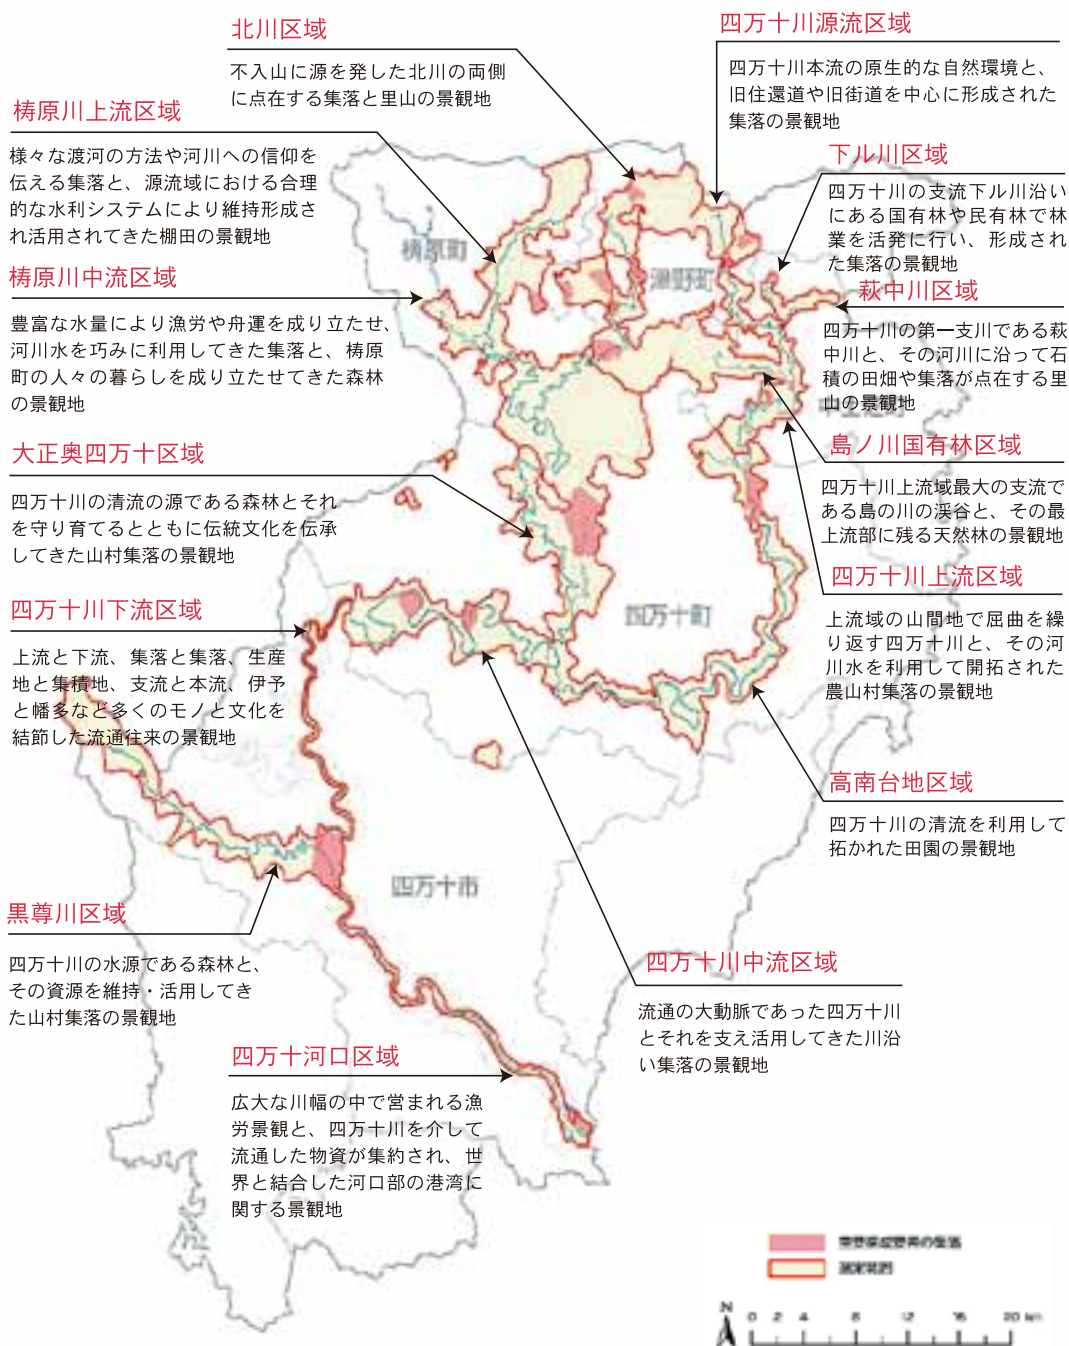 北川区域
不入山に源を発した北川の両側
に点在する集落と里山の景観地
四万十川源流区域
四万十川本流の原生的な自然環境と、
旧住還道や旧街道を中心に形成された
集落の景観地
梼原川上流区域
様々な渡河の方法や河川への信仰を
伝える集落と、源流域における合理
的な水利システムにより維持形成さ
れ活用されてきた棚田の景観地
下ル川区域
四万十川の支流下ル川沿い
にある国有林や民有林で林
業を活発に行い、形成され
た集落の景観地
梼原町
津野町
梼原川中流区域
豊富な水量により漁労や舟運を成り立たせ、
河川水を巧みに利用してきた集落と、梼原
町の人々の暮らしを成り立たせてきた森林
の景観地
萩中川区域
四万十川の第一支川である萩
中川と、その河川に沿って石
積の田畑や集落が点在する里
山の景観地
大正奥四万十区域
四万十川の清流の源である森林とそれ
を守り育てるとともに伝統文化を伝承
してきた山村集落の景観地
島ノ川国有林区域
四万十川上流域最大の支流で
ある島の川の渓谷と、その最
上流部に残る天然林の景観地
四万十川上流区域
上流域の山間地で屈曲を繰
り返す四万十川と、その河
川水を利用して開拓された
農山村集落の景観地
四万十町
四万十川下流区域
上流と下流、集落と集落、生産
地と集積地、支流と本流、伊予
と幡多など多くのモノと文化を
結節した流通往来の景観地
高南台地区域
四万十川の清流を利用して
拓かれた田園の景観地
四万十市
黒尊川区域
四万十川の水源である森林と、
その資源を維持・活用してき
た山村集落の景観地
四万十川中流区域
流通の大動脈であった四万十川
とそれを支え活用してきた川沿
い集落の景観地
四万十河口区域
広大な川幅の中で営まれる漁
労景観と、四万十川を介して
流通した物資が集約され、世
界と結合した河口部の港湾に
関する景観地
N
0 2 4 8 12 16 20 km